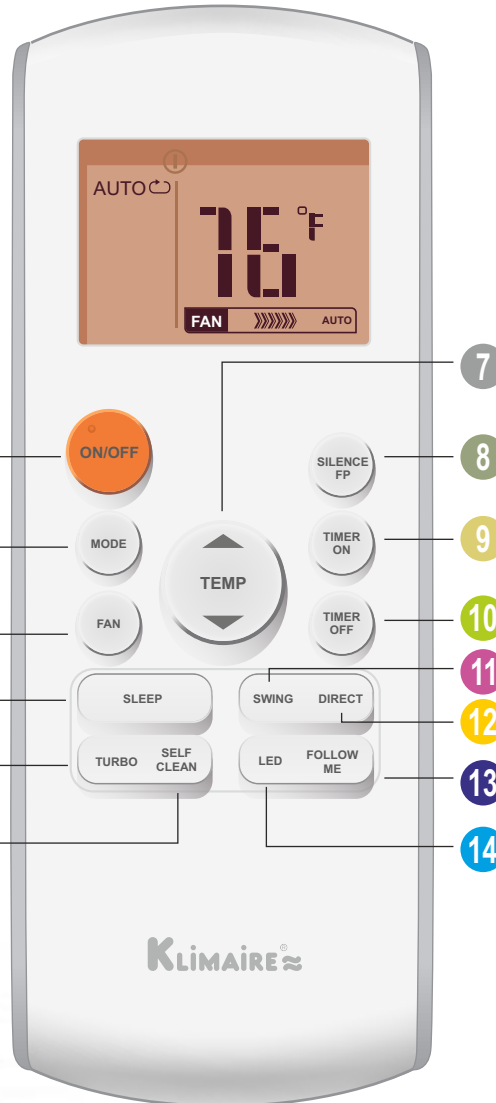 AUTO
76 °F
FAN AUTO
7
ON/OFF
SILENCE
FP
8
MODE
TIMER
ON
9
TEMP
FAN
TIMER
OFF
10
11
SLEEP
SWING DIRECT
12
TURBO SELF
CLEAN
LED FOLLOW
ME
13
14
KLiMAiRE®